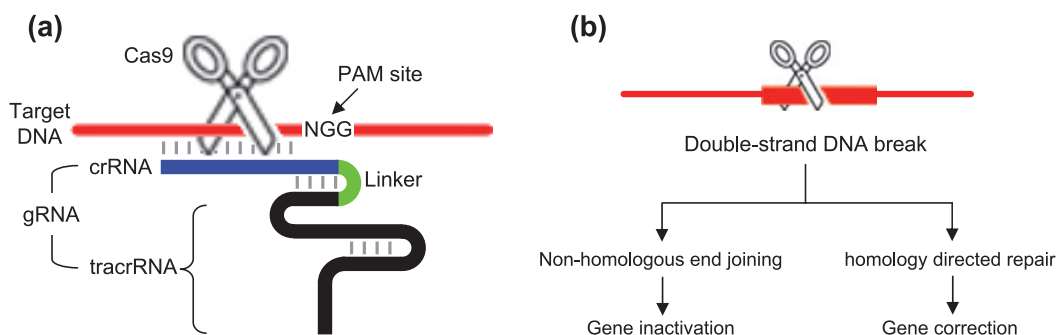 (a)
Cas9
PAM site
Target
DNA
NGG
crRNA
Linker
gRNA
tracrRNA
(b)
Double-strand DNA break
Non-homologous end joining
homology directed repair
Gene inactivation
Gene correction